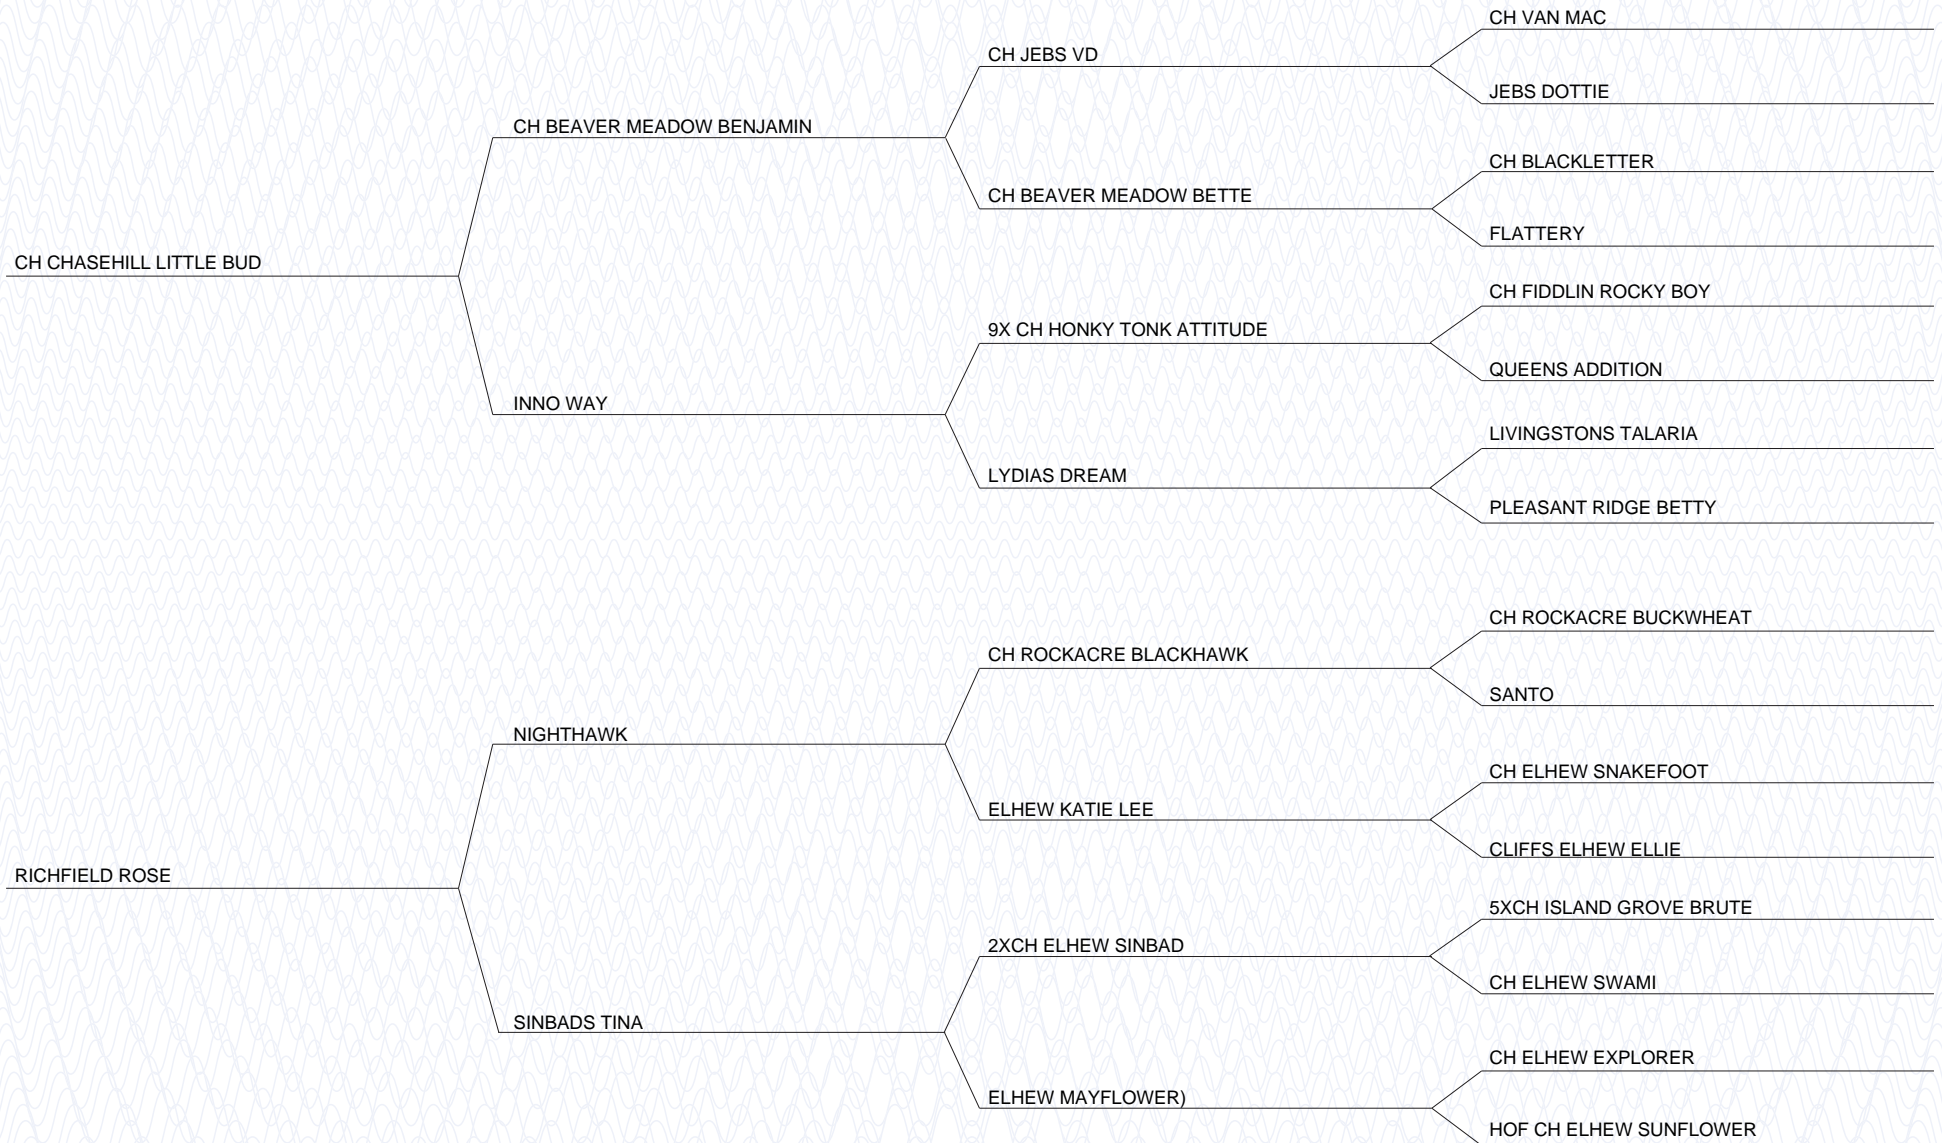 CH VAN MAC
CH JEBS VD
JEBS DOTTIE
CH BEAVER MEADOW BENJAMIN
CH BLACKLETTER
CH BEAVER MEADOW BETTE
FLATTERY
CH CHASEHILL LITTLE BUD
CH FIDDLIN ROCKY BOY
9X CH HONKY TONK ATTITUDE
QUEENS ADDITION
INNO WAY
LIVINGSTONS TALARIA
LYDIAS DREAM
PLEASANT RIDGE BETTY
CH ROCKACRE BUCKWHEAT
CH ROCKACRE BLACKHAWK
SANTO
NIGHTHAWK
CH ELHEW SNAKEFOOT
ELHEW KATIE LEE
CLIFFS ELHEW ELLIE
RICHFIELD ROSE
5XCH ISLAND GROVE BRUTE
2XCH ELHEW SINBAD
CH ELHEW SWAMI
SINBADS TINA
CH ELHEW EXPLORER
ELHEW MAYFLOWER)
HOF CH ELHEW SUNFLOWER